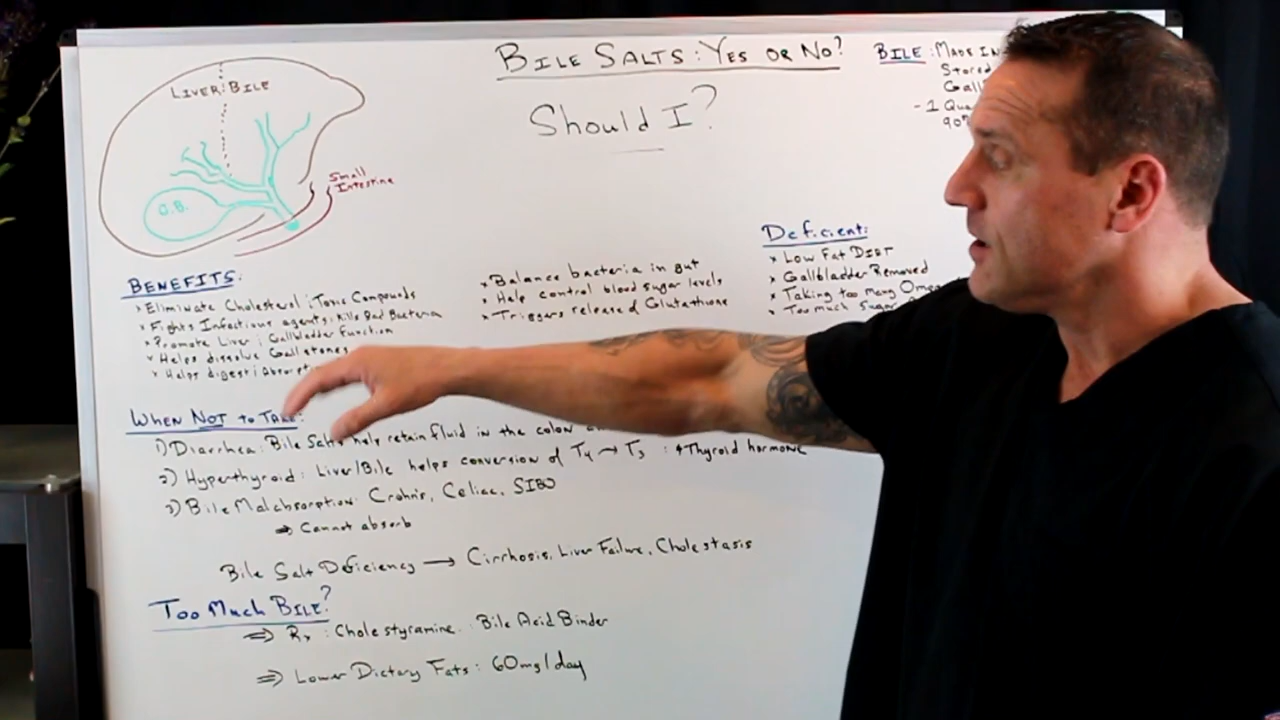 BILE SALTS: YES OR NO?
Should I?
BILE: MADE IN
Stored
Gall
- 1 Qua
90%
LIVER: BILE
G.B.
Small
Intestine
BENEFITS:
x Eliminate Cholesterol; Toxic Compounds
x Fights Infectious agents; Kills Bad Bacteria
x Promote Liver; Gallbladder Function
x Helps dissolve Gallstones
x Helps digest; Absorpt
x Balance bacteria in gut
x Help control blood sugar levels
x Triggers release of Glutathione
Deficient:
x Low Fat DIET
x Gallbladder Removed
x Taking too many Omeg
x Too much sugar
WHEN NOT TO TAKE:
1) Diarrhea: Bile Salts help retain fluid in the colon
2) Hyperthyroid: Liver/Bile helps conversion of T4 → T3 : ↑Thyroid hormone
3) Bile Malabsorption: Crohn's, Celiac, SIBO
⇒ Cannot absorb
Bile Salt Deficiency → Cirrhosis, Liver Failure, Cholestasis
TOO MUCH BILE?
⇒ Rx : Cholestyramine : Bile Acid Binder
⇒ Lower Dietary Fats: 60mg/day